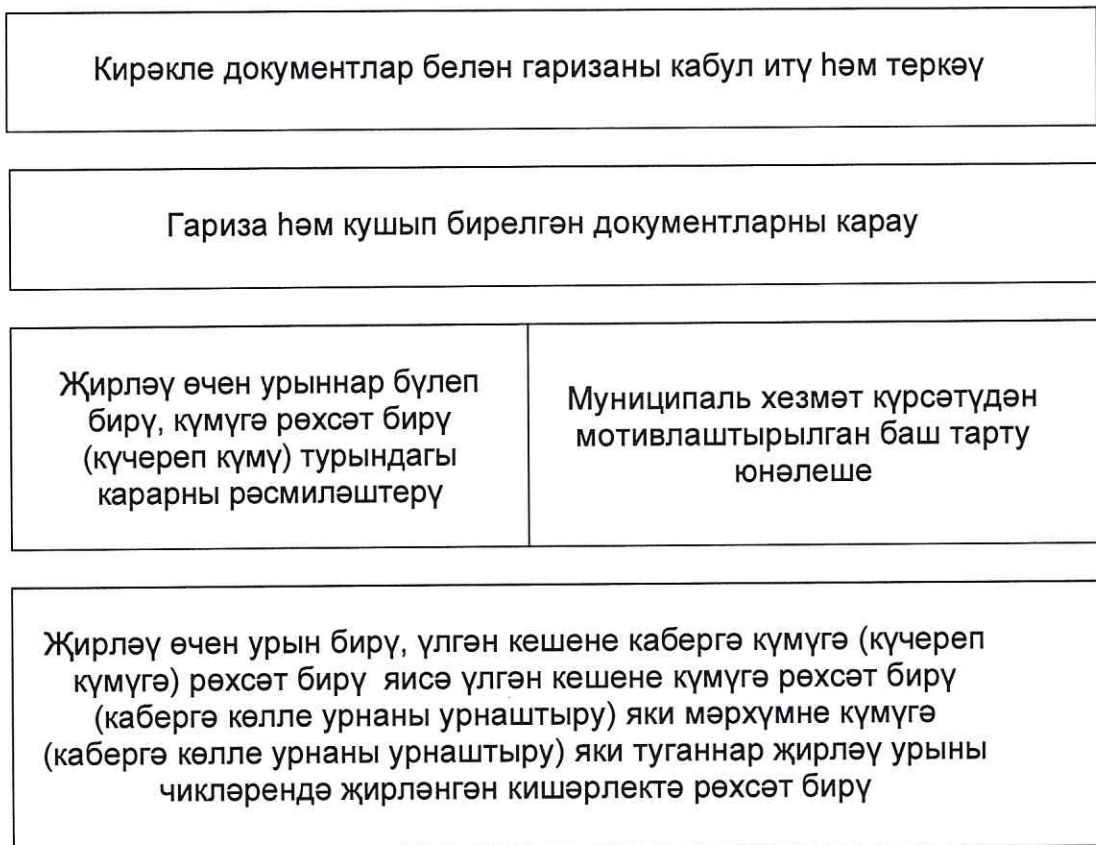 Кирәкле документлар белән гаризаны кабул итү һәм теркәү
Гариза һәм кушып бирелгән документларны карау
Җирләү өчен урыннар бүлеп
бирү, күмүгә рөхсәт бирү
(күчереп күмү) турындагы
карарны рәсмиләштерү
Муниципаль хезмәт күрсәтүдән
мотивлаштырылган баш тарту
юнәлеше
Җирләү өчен урын бирү, үлгән кешене кабергә күмүгә (күчереп
күмүгә) рөхсәт бирү яисә үлгән кешене күмүгә рөхсәт бирү
(кабергә көлле урнаны урнаштыру) яки мәрхүмне күмүгә
(кабергә көлле урнаны урнаштыру) яки туганнар җирләү урыны
чикләрендә җирләнгән кишәрлектә рөхсәт бирү